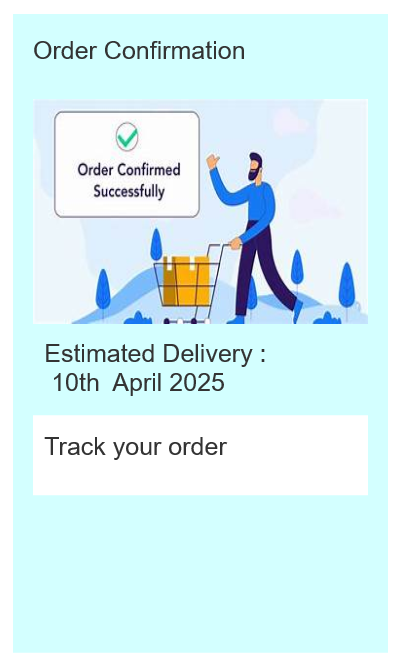 Order Confirmation
Order Confirmed
Successfully
Estimated Delivery :
10th  April 2025
Track your order